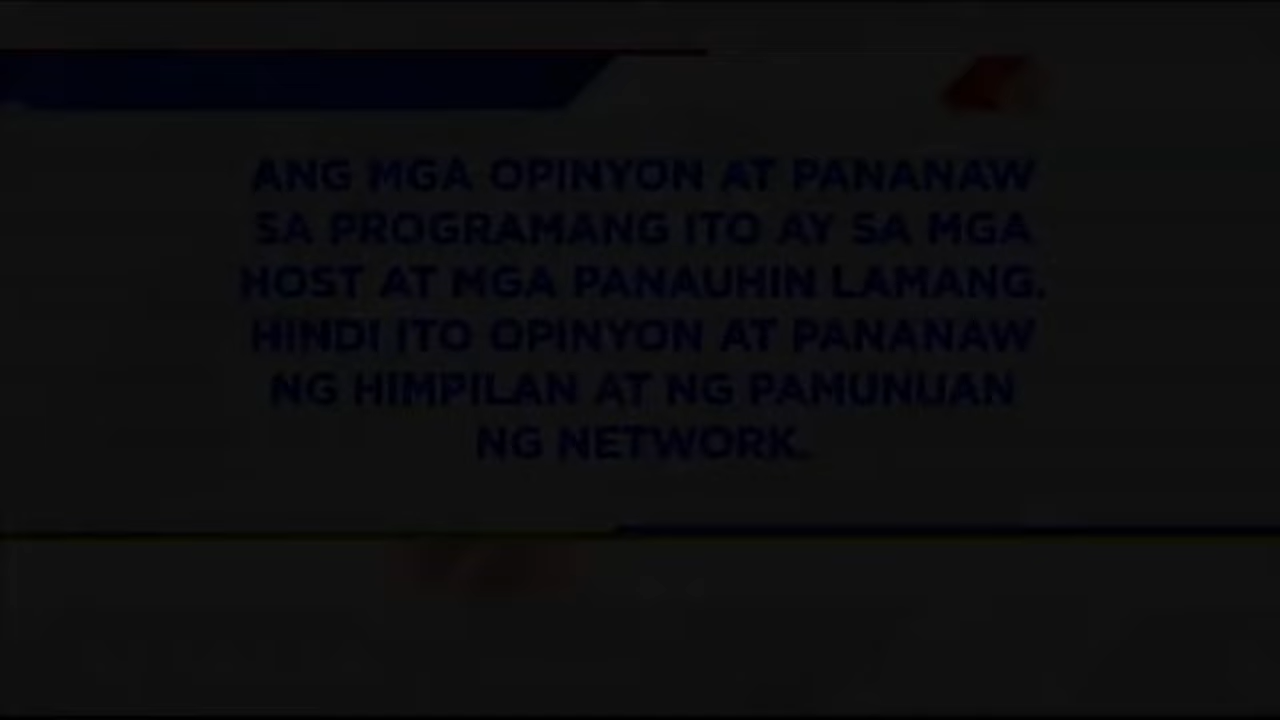 ANG MGA OPINYON AT PANANAW
SA PROGRAMANG ITO AY SA MGA
HOST AT MGA PANAUHIN LAMANG.
HINDI ITO OPINYON AT PANANAW
NG HIMPILAN AT NG PAMUNUAN
NG NETWORK.